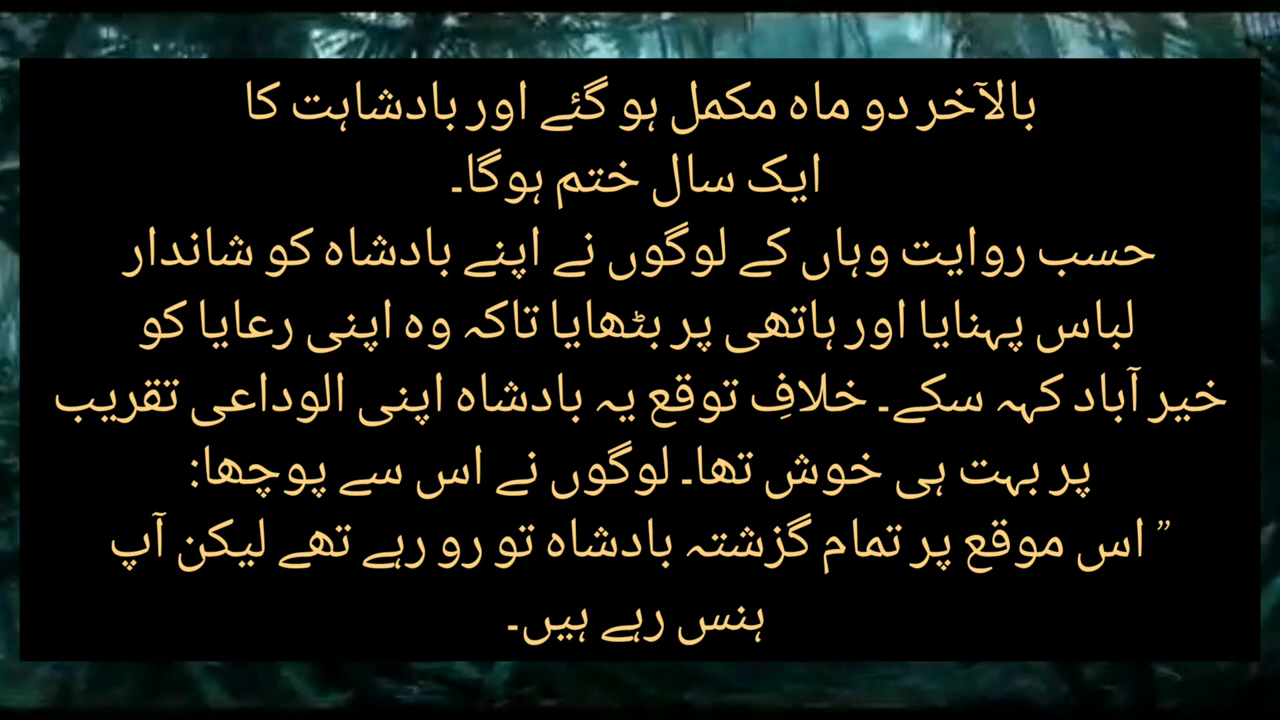 بالآخر دو ماہ مکمل ہو گئے اور بادشاہت کا
ایک سال ختم ہوگا۔
حسب روایت وہاں کے لوگوں نے اپنے بادشاہ کو شاندار
لباس پہنایا اور ہاتھی پر بٹھایا تاکہ وہ اپنی رعایا کو
خیر آباد کہہ سکے۔ خلافِ توقع یہ بادشاہ اپنی الوداعی تقریب
پر بہت ہی خوش تھا۔ لوگوں نے اس سے پوچھا:
” اس موقع پر تمام گزشتہ بادشاہ تو رو رہے تھے لیکن آپ
ہنس رہے ہیں۔